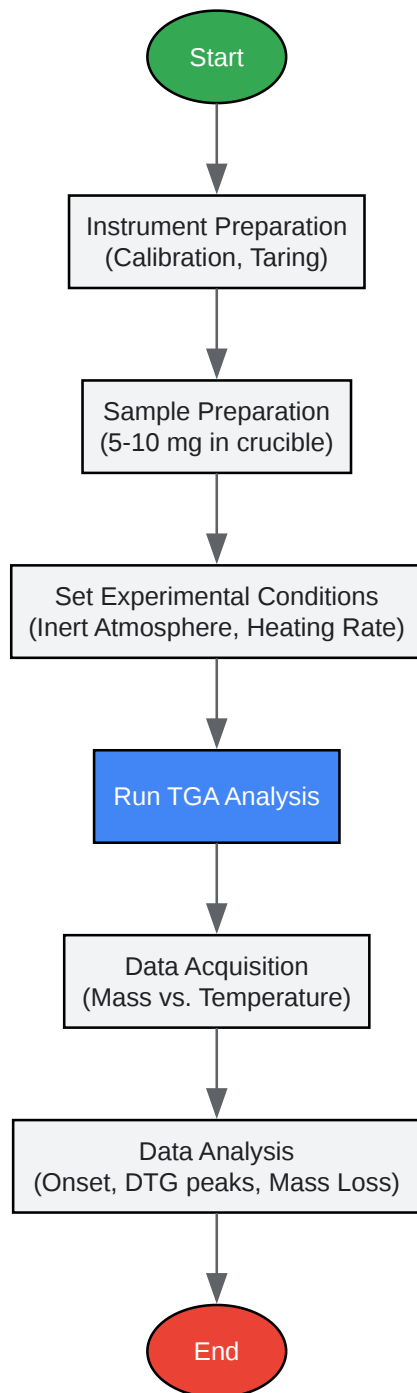 Start
Instrument Preparation
(Calibration, Taring)
Sample Preparation
(5-10 mg in crucible)
Set Experimental Conditions
(Inert Atmosphere, Heating Rate)
Run TGA Analysis
Data Acquisition
(Mass vs. Temperature)
Data Analysis
(Onset, DTG peaks, Mass Loss)
End